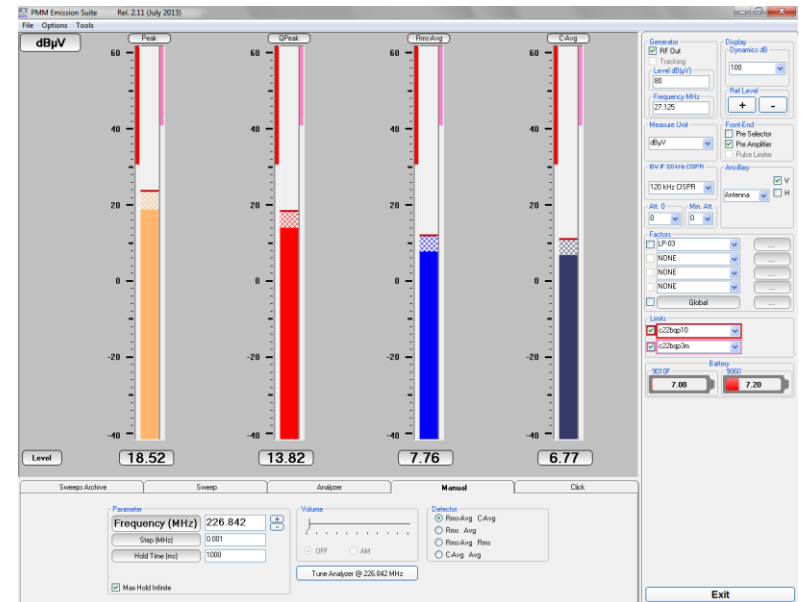 PMM Emission Suite Rel. 2.11 (July 2013)
File Options Tools
dBµV
Peak
QPeak
Rms-Avg
C-Avg
60
40
20
0
-20
-40
60
40
20
0
-20
-40
60
40
20
0
-20
-40
60
40
20
0
-20
-40
Level
18.52
13.82
7.76
6.77
Generator
RF Out
Tracking
Level dB(µV)
80
Frequency MHz
27.125
Display
Dynamics dB
100
Ref Level
+ -
Measure Unit
dBµV
Front-End
Pre Selector
Pre Amplifier
Pulse Limiter
BW IF 120 kHz CISPR
120 kHz CISPR
Ancillary
V
Antenna
H
Att. 0
0
Min. Att.
0
Factors
LP-03 ....
NONE ....
NONE ....
NONE ....
Global ....
Limits
c22bqp10
c22bqp3m
Battery
9010F
7.00
9060
7.20
Sweeps Archive
Sweep
Analyzer
Manual
Click
Parameter
Frequency (MHz) 226.842 + -
Step (MHz) 0.001
Hold Time (ms) 1000
Max Hold Infinite
Volume
OFF AM
Tune Analyzer @ 226.842 MHz
Detector
Rms-Avg C-Avg
Rms Avg
Rms-Avg Rms
C-Avg Avg
Exit